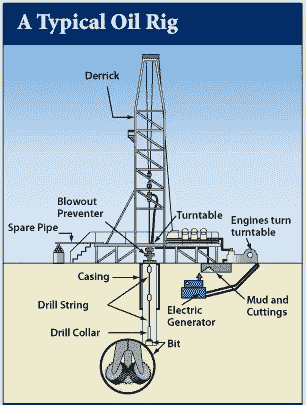 A Typical Oil Rig
Derrick
Blowout
Preventer
Turntable
Engines turn
turntable
Spare Pipe
Casing
Drill String
Electric
Generator
Mud and
Cuttings
Drill Collar
Bit